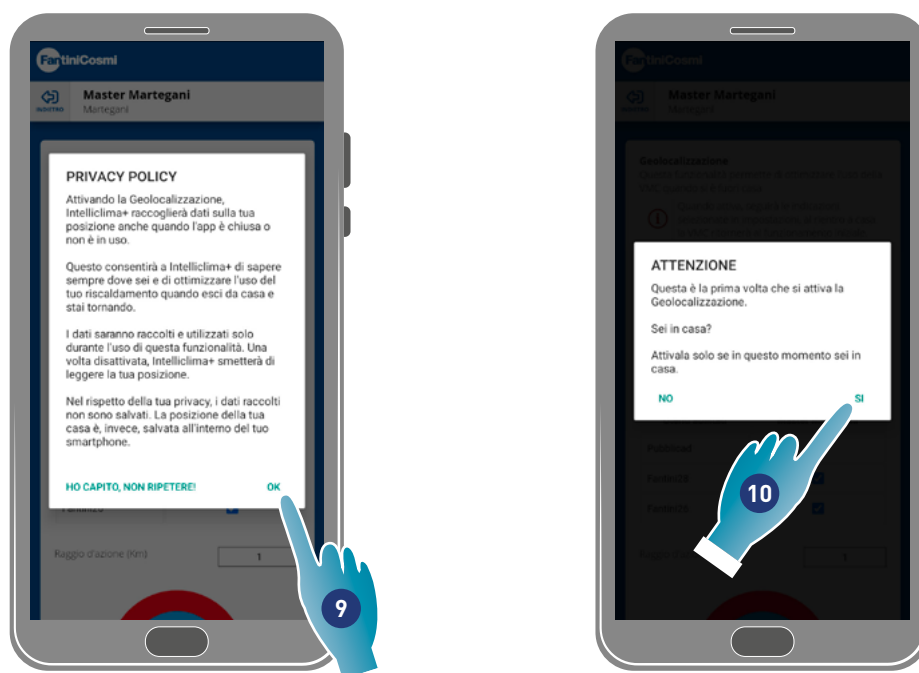 FantiniCosmi
INDIETRO
Master Martegani
Martegani
PRIVACY POLICY
Attivando la Geolocalizzazione,
Intelliclima+ raccoglierà dati sulla tua
posizione anche quando l'app è chiusa o
non è in uso.
Questo consentirà a Intelliclima+ di sapere
sempre dove sei e di ottimizzare l'uso del
tuo riscaldamento quando esci da casa e
stai tornando.
I dati saranno raccolti e utilizzati solo
durante l'uso di questa funzionalità. Una
volta disattivata, Intelliclima+ smetterà di
leggere la tua posizione.
Nel rispetto della tua privacy, i dati raccolti
non sono salvati. La posizione della tua
casa è, invece, salvata all'interno del tuo
smartphone.
HO CAPITO, NON RIPETERE!
OK
Raggio d'azione (Km)
1
9
FantiniCosmi
Master Martegani
Martegani
Geolocalizzazione
ATTENZIONE
Questa è la prima volta che si attiva la
Geolocalizzazione.
Sei in casa?
Attivala solo se in questo momento sei in
casa.
NO
SI
Fantini28
1
10